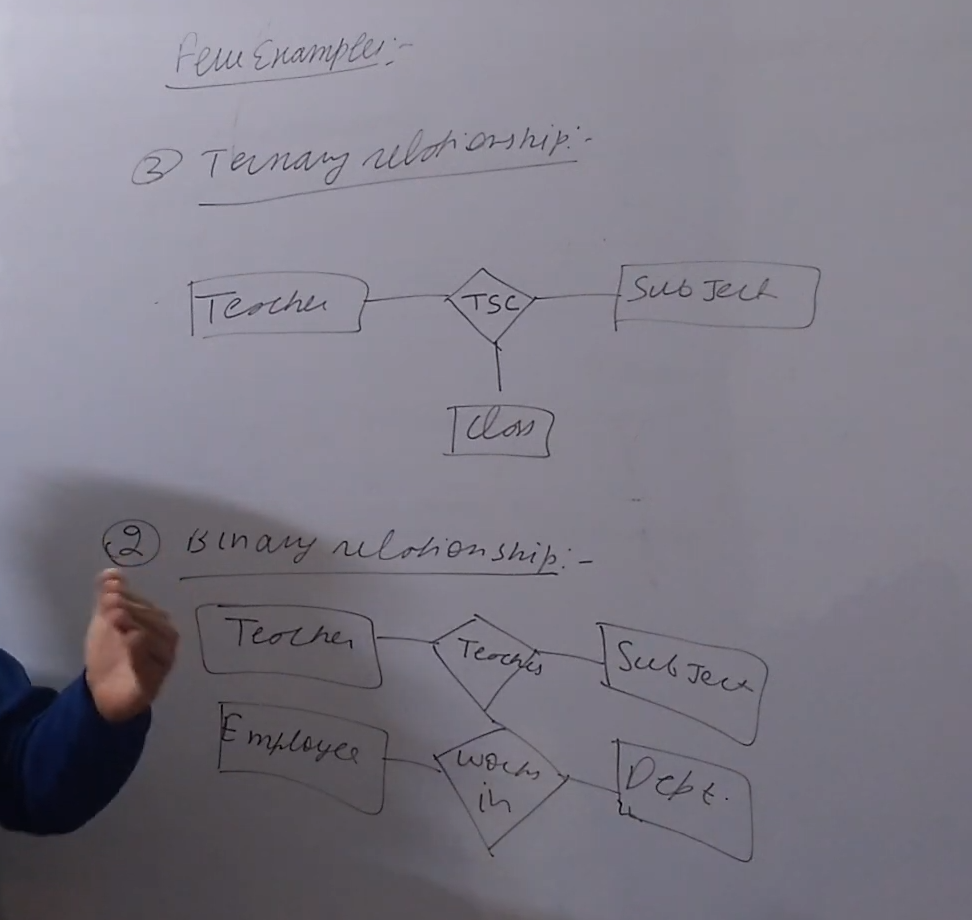 Few Examples:-
③ Ternary relationship:-
Teacher TSC Subject
Class
② Binary relationship:-
Teacher Teaches Subject
Employee works in Dept.